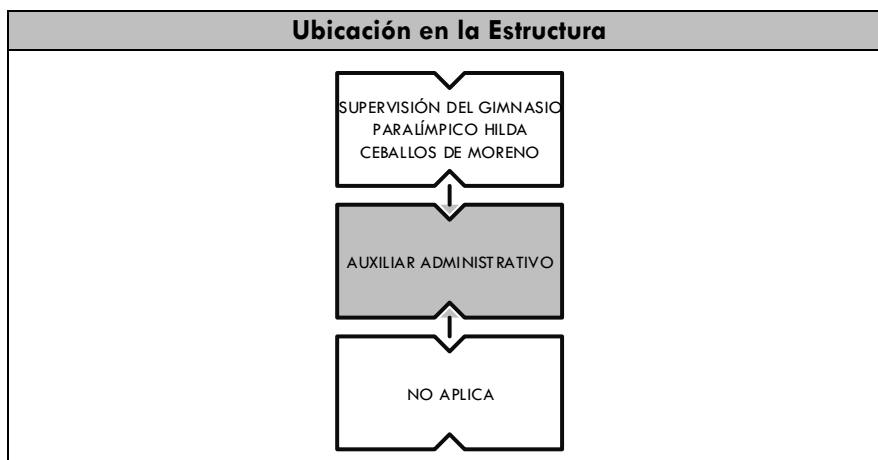 Ubicación en la Estructura
SUPERVISIÓN DEL GIMNASIO
PARALÍMPICO HILDA
CEBALLOS DE MORENO
AUXILIAR ADMINISTRATIVO
NO APLICA